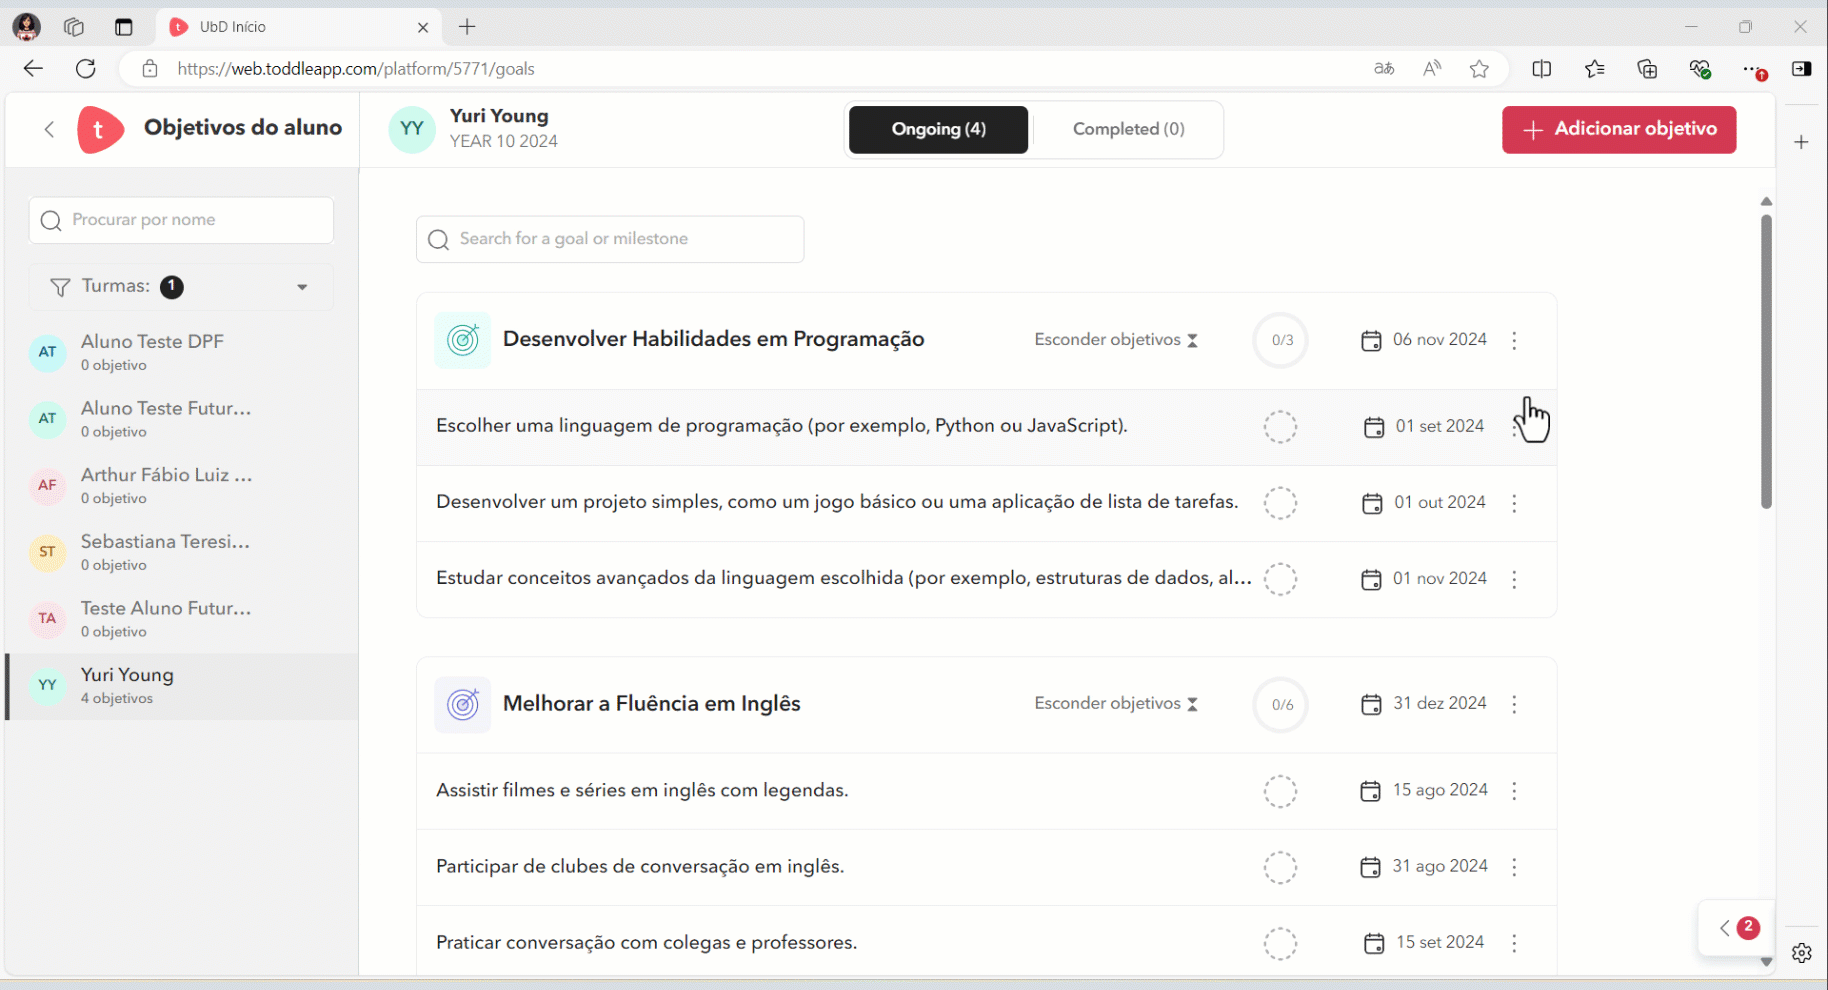 UbD Início
https://web.toddleapp.com/platform/5771/goals
t
Objetivos do aluno
YY
Yuri Young
YEAR 10 2024
Ongoing (4)
Completed (0)
Adicionar objetivo
Procurar por nome
Turmas: 1
AT
Aluno Teste DPF
0 objetivo
AT
Aluno Teste Futur...
0 objetivo
AF
Arthur Fábio Luiz ...
0 objetivo
ST
Sebastiana Teresi...
0 objetivo
TA
Teste Aluno Futur...
0 objetivo
YY
Yuri Young
4 objetivos
Search for a goal or milestone
Desenvolver Habilidades em Programação Esconder objetivos 0/3 06 nov 2024
Escolher uma linguagem de programação (por exemplo, Python ou JavaScript). 01 set 2024
Desenvolver um projeto simples, como um jogo básico ou uma aplicação de lista de tarefas. 01 out 2024
Estudar conceitos avançados da linguagem escolhida (por exemplo, estruturas de dados, al... 01 nov 2024
Melhorar a Fluência em Inglês Esconder objetivos 0/6 31 dez 2024
Assistir filmes e séries em inglês com legendas. 15 ago 2024
Participar de clubes de conversação em inglês. 31 ago 2024
Praticar conversação com colegas e professores. 15 set 2024
2